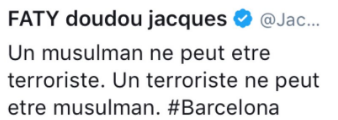 FATY doudou jacques @Jac...
Un musulman ne peut etre
terroriste. Un terroriste ne peut
etre musulman. #Barcelona